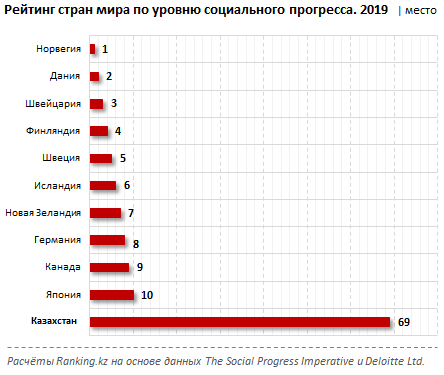 Рейтинг стран мира по уровню социального прогресса. 2019 | место
Норвегия 1
Дания 2
Швейцария 3
Финляндия 4
Швеция 5
Исландия 6
Новая Зеландия 7
Германия 8
Канада 9
Япония 10
Казахстан 69
Расчёты Ranking.kz на основе данных The Social Progress Imperative и Deloitte Ltd.